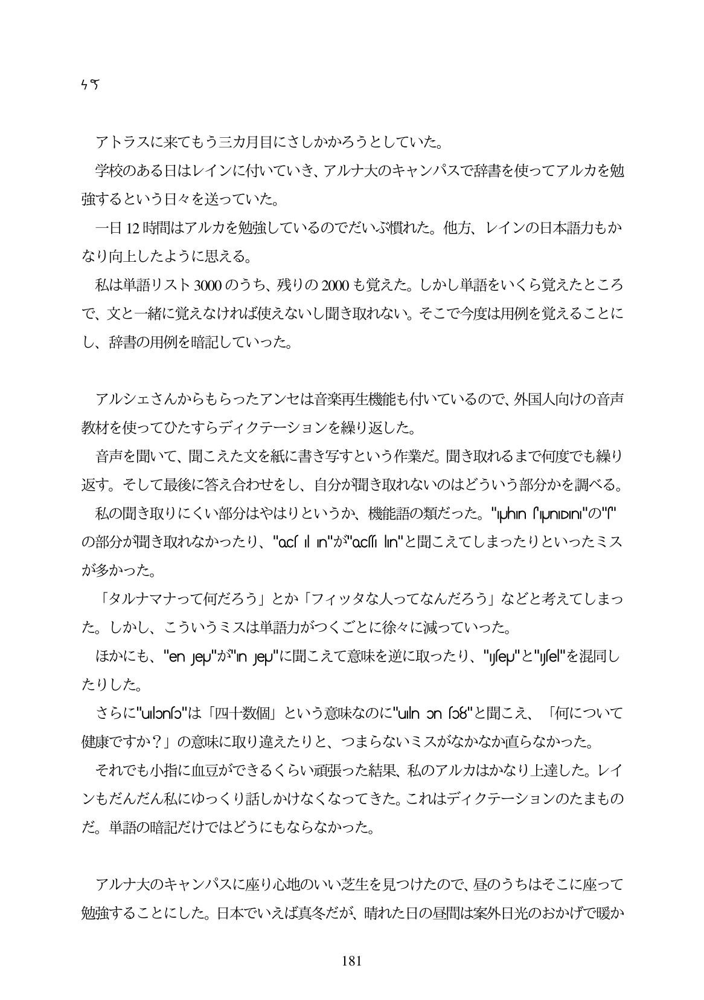 アトラスに来てもう三カ月目にさしかかろうとしていた。
学校のある日はレインに付いていき、アルナ大のキャンパスで辞書を使ってアルカを勉
強するという日々を送っていた。
一日 12 時間はアルカを勉強しているのでだいぶ慣れた。他方、レインの日本語力もか
なり向上したように思える。
私は単語リスト 3000 のうち、残りの 2000 も覚えた。しかし単語をいくら覚えたところ
で、文と一緒に覚えなければ使えないし聞き取れない。そこで今度は用例を覚えることに
し、辞書の用例を暗記していった。
アルシェさんからもらったアンセは音楽再生機能も付いているので、外国人向けの音声
教材を使ってひたすらディクテーションを繰り返した。
音声を聞いて、聞こえた文を紙に書き写すという作業だ。聞き取れるまで何度でも繰り
返す。そして最後に答え合わせをし、自分が聞き取れないのはどういう部分かを調べる。
私の聞き取りにくい部分はやはりというか、機能語の類だった。""の""
の部分が聞き取れなかったり、""が""と聞こえてしまったりといったミス
が多かった。
「タルナマナって何だろう」とか「フィッタな人ってなんだろう」などと考えてしまっ
た。しかし、こういうミスは単語力がつくごとに徐々に減っていった。
ほかにも、""が""に聞こえて意味を逆に取ったり、""と""を混同し
たりした。
さらに""は「四十数個」という意味なのに""と聞こえ、「何について
健康ですか？」の意味に取り違えたりと、つまらないミスがなかなか直らなかった。
それでも小指に血豆ができるくらい頑張った結果、私のアルカはかなり上達した。レイ
ンもだんだん私にゆっくり話しかけなくなってきた。これはディクテーションのたまもの
だ。単語の暗記だけではどうにもならなかった。
アルナ大のキャンパスに座り心地のいい芝生を見つけたので、昼のうちはそこに座って
勉強することにした。日本でいえば真冬だが、晴れた日の昼間は案外日光のおかげで暖か
181